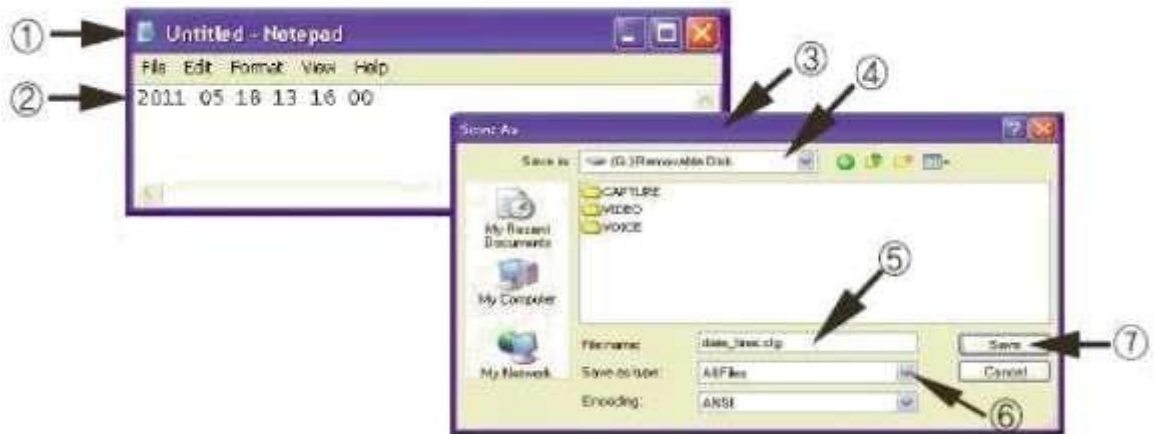 ①
Untitled - Notepad
File Edit Format View Help
②
2011 05 18 13 16 00
③
④
Save As
Save in (G:)Removable Disk
CAPTURE
VIDEO
VOICE
My Recent
Documents
My Computer
My Network
⑤
File name: date_time.cfg
Save
⑦
Save as type: All Files
Cancel
Encoding: ANSI
⑥